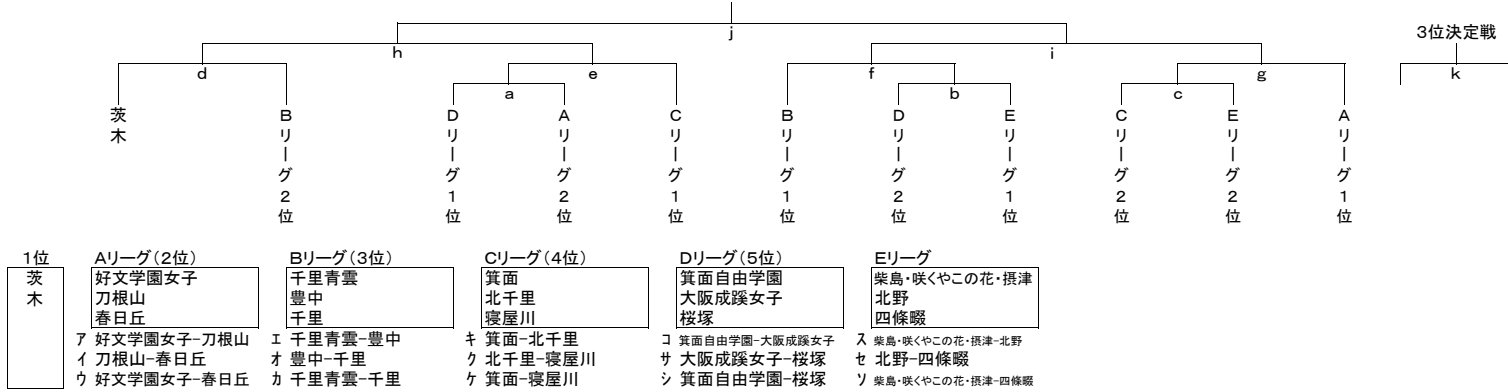 j
3位決定戦
h
i
d
e
f
g
k
a
b
c
茨木
Bリーグ2位
Dリーグ1位
Aリーグ2位
Cリーグ1位
Bリーグ1位
Dリーグ2位
Eリーグ1位
Cリーグ2位
Eリーグ2位
Aリーグ1位
1位
茨木
Aリーグ(2位)
好文学園女子
刀根山
春日丘
ア 好文学園女子-刀根山
イ 刀根山-春日丘
ウ 好文学園女子-春日丘
Bリーグ(3位)
千里青雲
豊中
千里
エ 千里青雲-豊中
オ 豊中-千里
カ 千里青雲-千里
Cリーグ(4位)
箕面
北千里
寝屋川
キ 箕面-北千里
ク 北千里-寝屋川
ケ 箕面-寝屋川
Dリーグ(5位)
箕面自由学園
大阪成蹊女子
桜塚
コ 箕面自由学園-大阪成蹊女子
サ 大阪成蹊女子-桜塚
シ 箕面自由学園-桜塚
Eリーグ
柴島・咲くやこの花・摂津
北野
四條畷
ス 柴島・咲くやこの花・摂津-北野
セ 北野-四條畷
ソ 柴島・咲くやこの花・摂津-四條畷